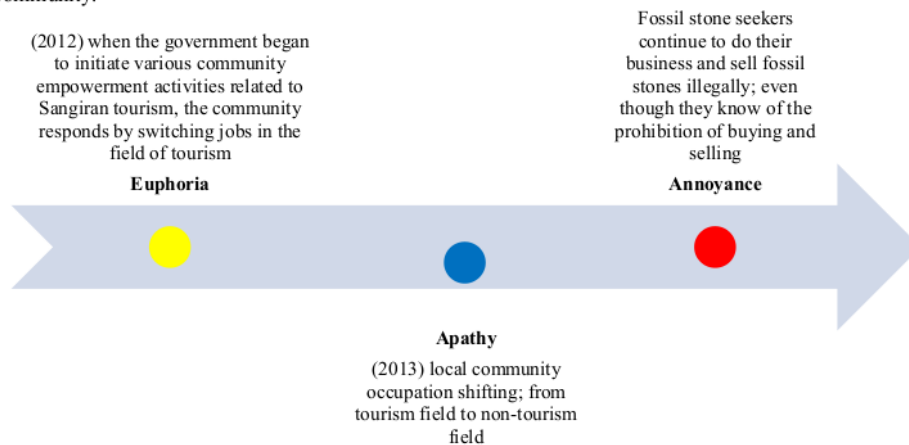 (2012) when the government began
to initiate various community
empowerment activities related to
Sangiran tourism, the community
responds by switching jobs in the
field of tourism
Euphoria
Fossil stone seekers
continue to do their
business and sell fossil
stones illegally; even
though they know of the
prohibition of buying and
selling
Annoyance
Apathy
(2013) local community
occupation shifting; from
tourism field to non-tourism
field